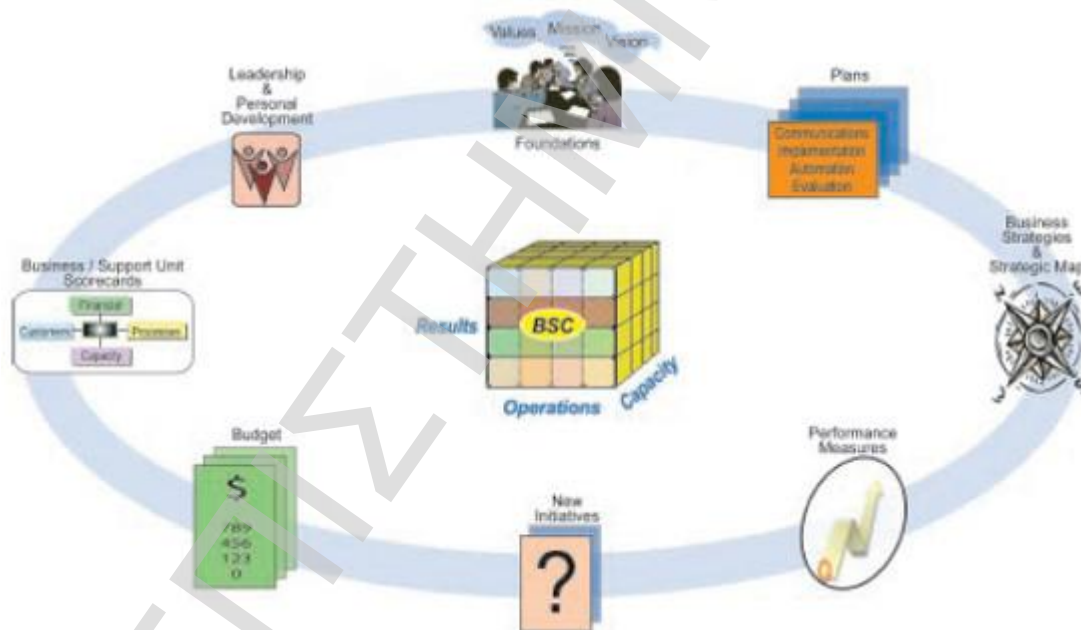 Values Mission Vision
Foundations
Leadership
&
Personal
Development
Plans
Communications
Implementation
Automation
Evaluation
Business
Strategies
&
Strategic Map
Business / Support Unit
Scorecards
Financial
Customers
Processes
Capacity
Results
BSC
Operations
Capacity
Budget
$
789
456
123
0
New
Initiatives
?
Performance
Measures